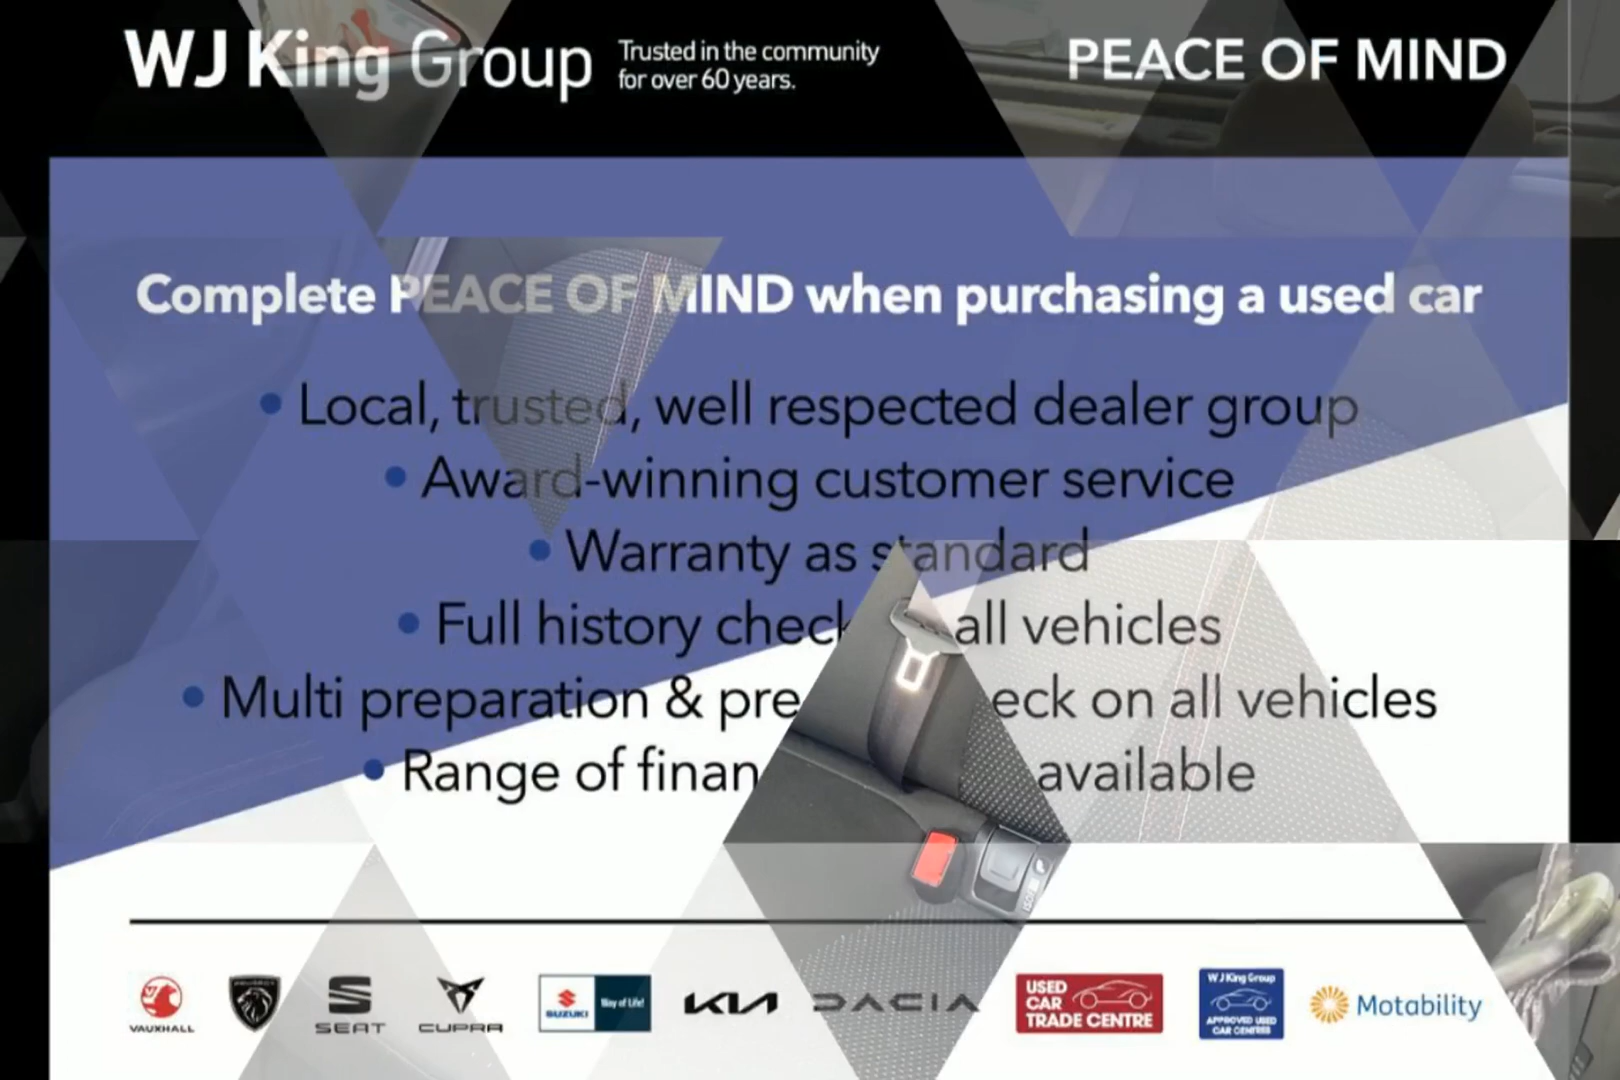 WJ King Group
Trusted in the community
for over 60 years.
PEACE OF MIND
Complete PEACE OF MIND when purchasing a used car
• Local, trusted, well respected dealer group
• Award-winning customer service
• Warranty as standard
• Full history check all vehicles
• Multi preparation & pre eck on all vehicles
• Range of finan available
VAUXHALL
PEUGEOT
SEAT
CUPRA
SUZUKI
Way of Life!
KIA
DACIA
USED
CAR
TRADE CENTRE
WJ King Group
APPROVED USED
CAR CENTRES
Motability